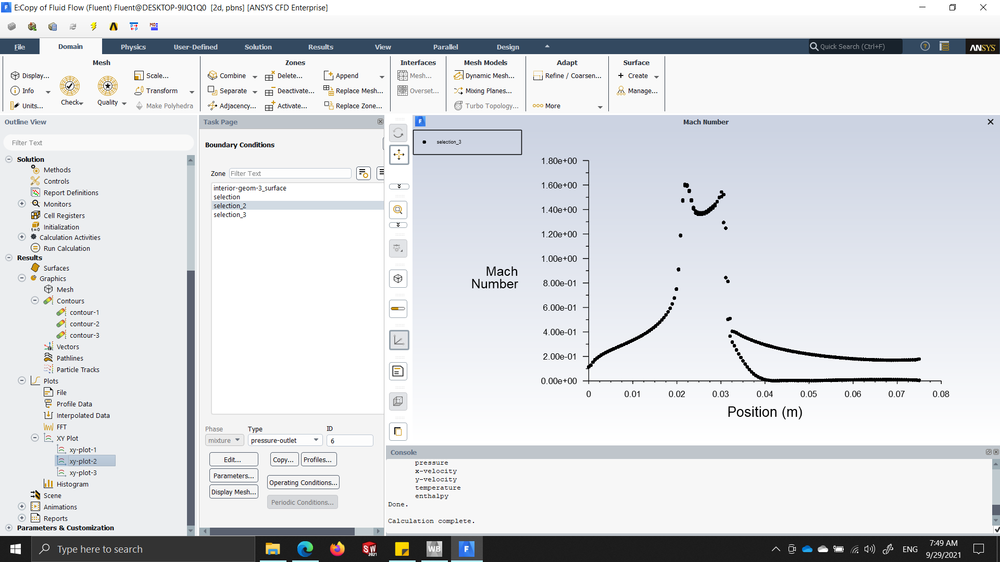 E:Copy of Fluid Flow (Fluent) Fluent@DESKTOP-9IJQ1Q0 [2d, pbns] [ANSYS CFD Enterprise]
File Domain Physics User-Defined Solution Results View Parallel Design Quick Search (Ctrl+F) ANSYS
Mesh Zones Interfaces Mesh Models Adapt Surface
Display... Scale... Combine Delete... Append Mesh... Dynamic Mesh... Refine / Coarsen... Create
Info Check Quality Transform Separate Deactivate... Replace Mesh... Overset... Mixing Planes... Manage...
Units... Make Polyhedra Adjacency... Activate... Replace Zone... Turbo Topology... More
Outline View
Filter Text
Solution
Methods
Controls
Report Definitions
Monitors
Cell Registers
Initialization
Calculation Activities
Run Calculation
Results
Surfaces
Graphics
Mesh
Contours
contour-1
contour-2
contour-3
Vectors
Pathlines
Particle Tracks
Plots
File
Profile Data
Interpolated Data
FFT
XY Plot
xy-plot-1
xy-plot-2
xy-plot-3
Histogram
Scene
Animations
Reports
Parameters & Customization
Task Page
Boundary Conditions
Zone Filter Text
interior-geom-3_surface
selection
selection_2
selection_3
Phase Type ID
mixture pressure-outlet 6
Edit... Copy... Profiles...
Parameters... Operating Conditions...
Display Mesh... Periodic Conditions...
Mach Number
selection_3
1.80e+00
1.60e+00
1.40e+00
1.20e+00
1.00e+00
8.00e-01
6.00e-01
4.00e-01
2.00e-01
0.00e+00
Mach
Number
0 0.01 0.02 0.03 0.04 0.05 0.06 0.07 0.08
Position (m)
Console
pressure
x-velocity
y-velocity
temperature
enthalpy
Done.
Calculation complete.
Type here to search
SW
2021
WB
F
ENG
7:49 AM
9/29/2021